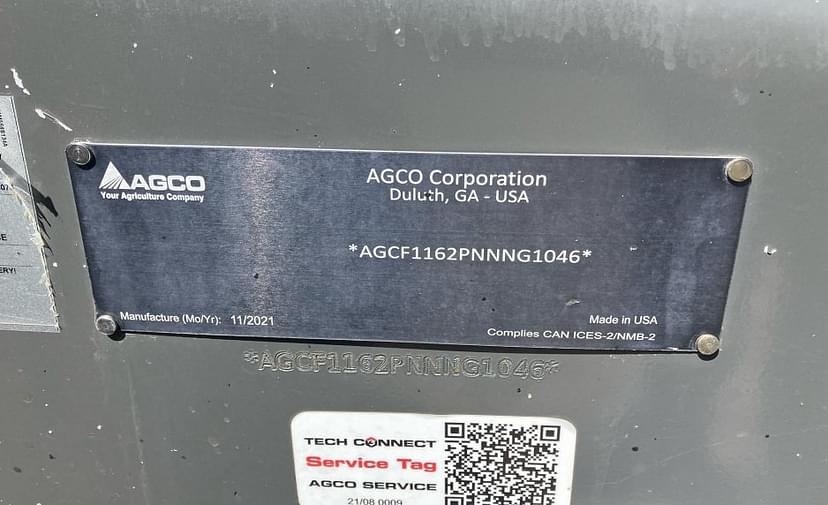 AGCO
Your Agriculture Company
AGCO Corporation
Duluth, GA - USA
*AGCF1162PNNNG1046*
Manufacture (Mo/Yr): 11/2021
Made in USA
Complies CAN ICES-2/NMB-2
*AGCF1162PNNNG1046*
TECH CONNECT
Service Tag
AGCO SERVICE
21/08 0009